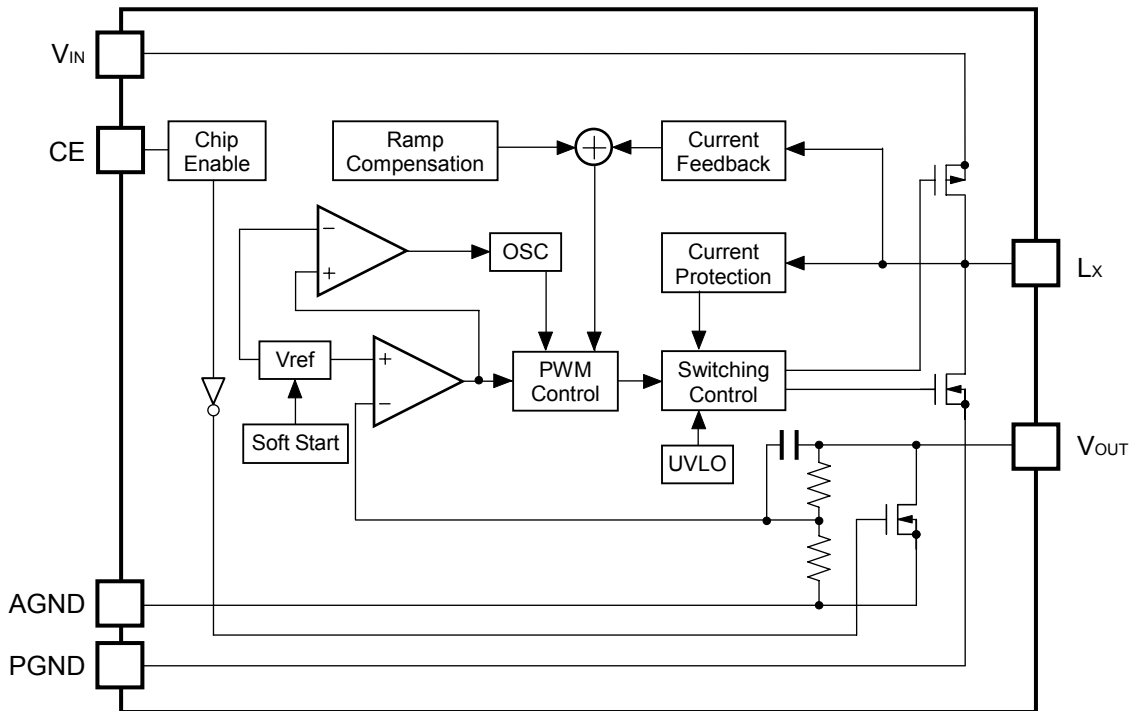 VIN
CE
Chip
Enable
Ramp
Compensation
+
Current
Feedback
−
+
OSC
Current
Protection
LX
Vref
+
−
PWM
Control
Switching
Control
Soft Start
UVLO
VOUT
AGND
PGND